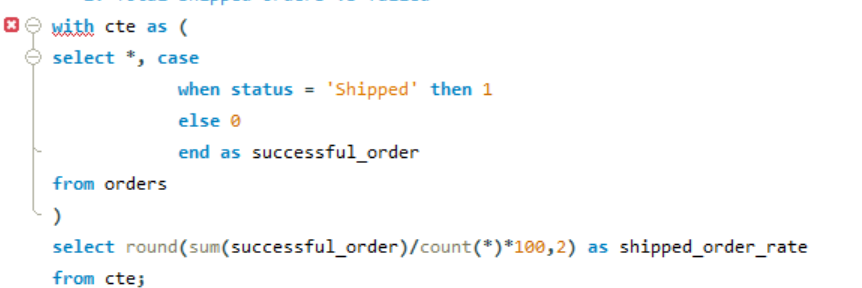 with cte as (
select *, case
when status = 'Shipped' then 1
else 0
end as successful_order
from orders
)
select round(sum(successful_order)/count(*)*100,2) as shipped_order_rate
from cte;